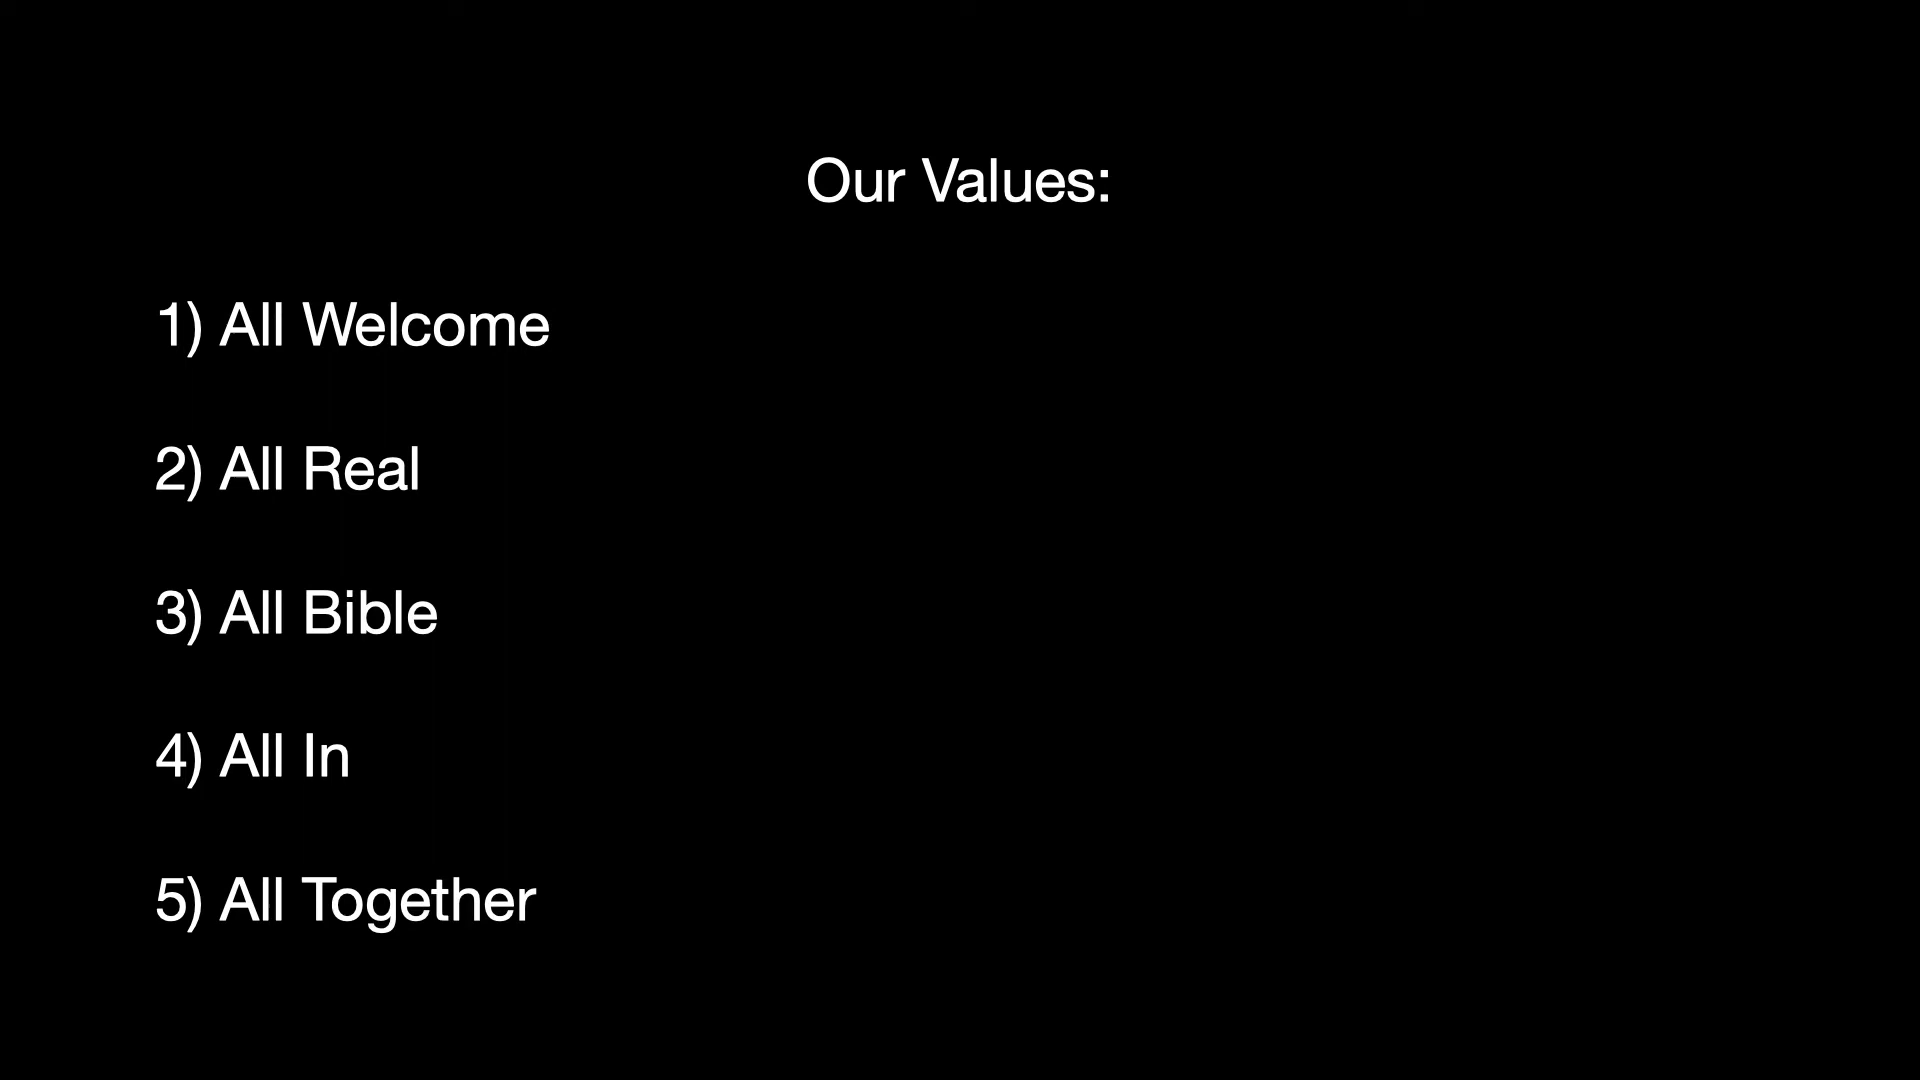 Our Values:
1) All Welcome
2) All Real
3) All Bible
4) All In
5) All Together